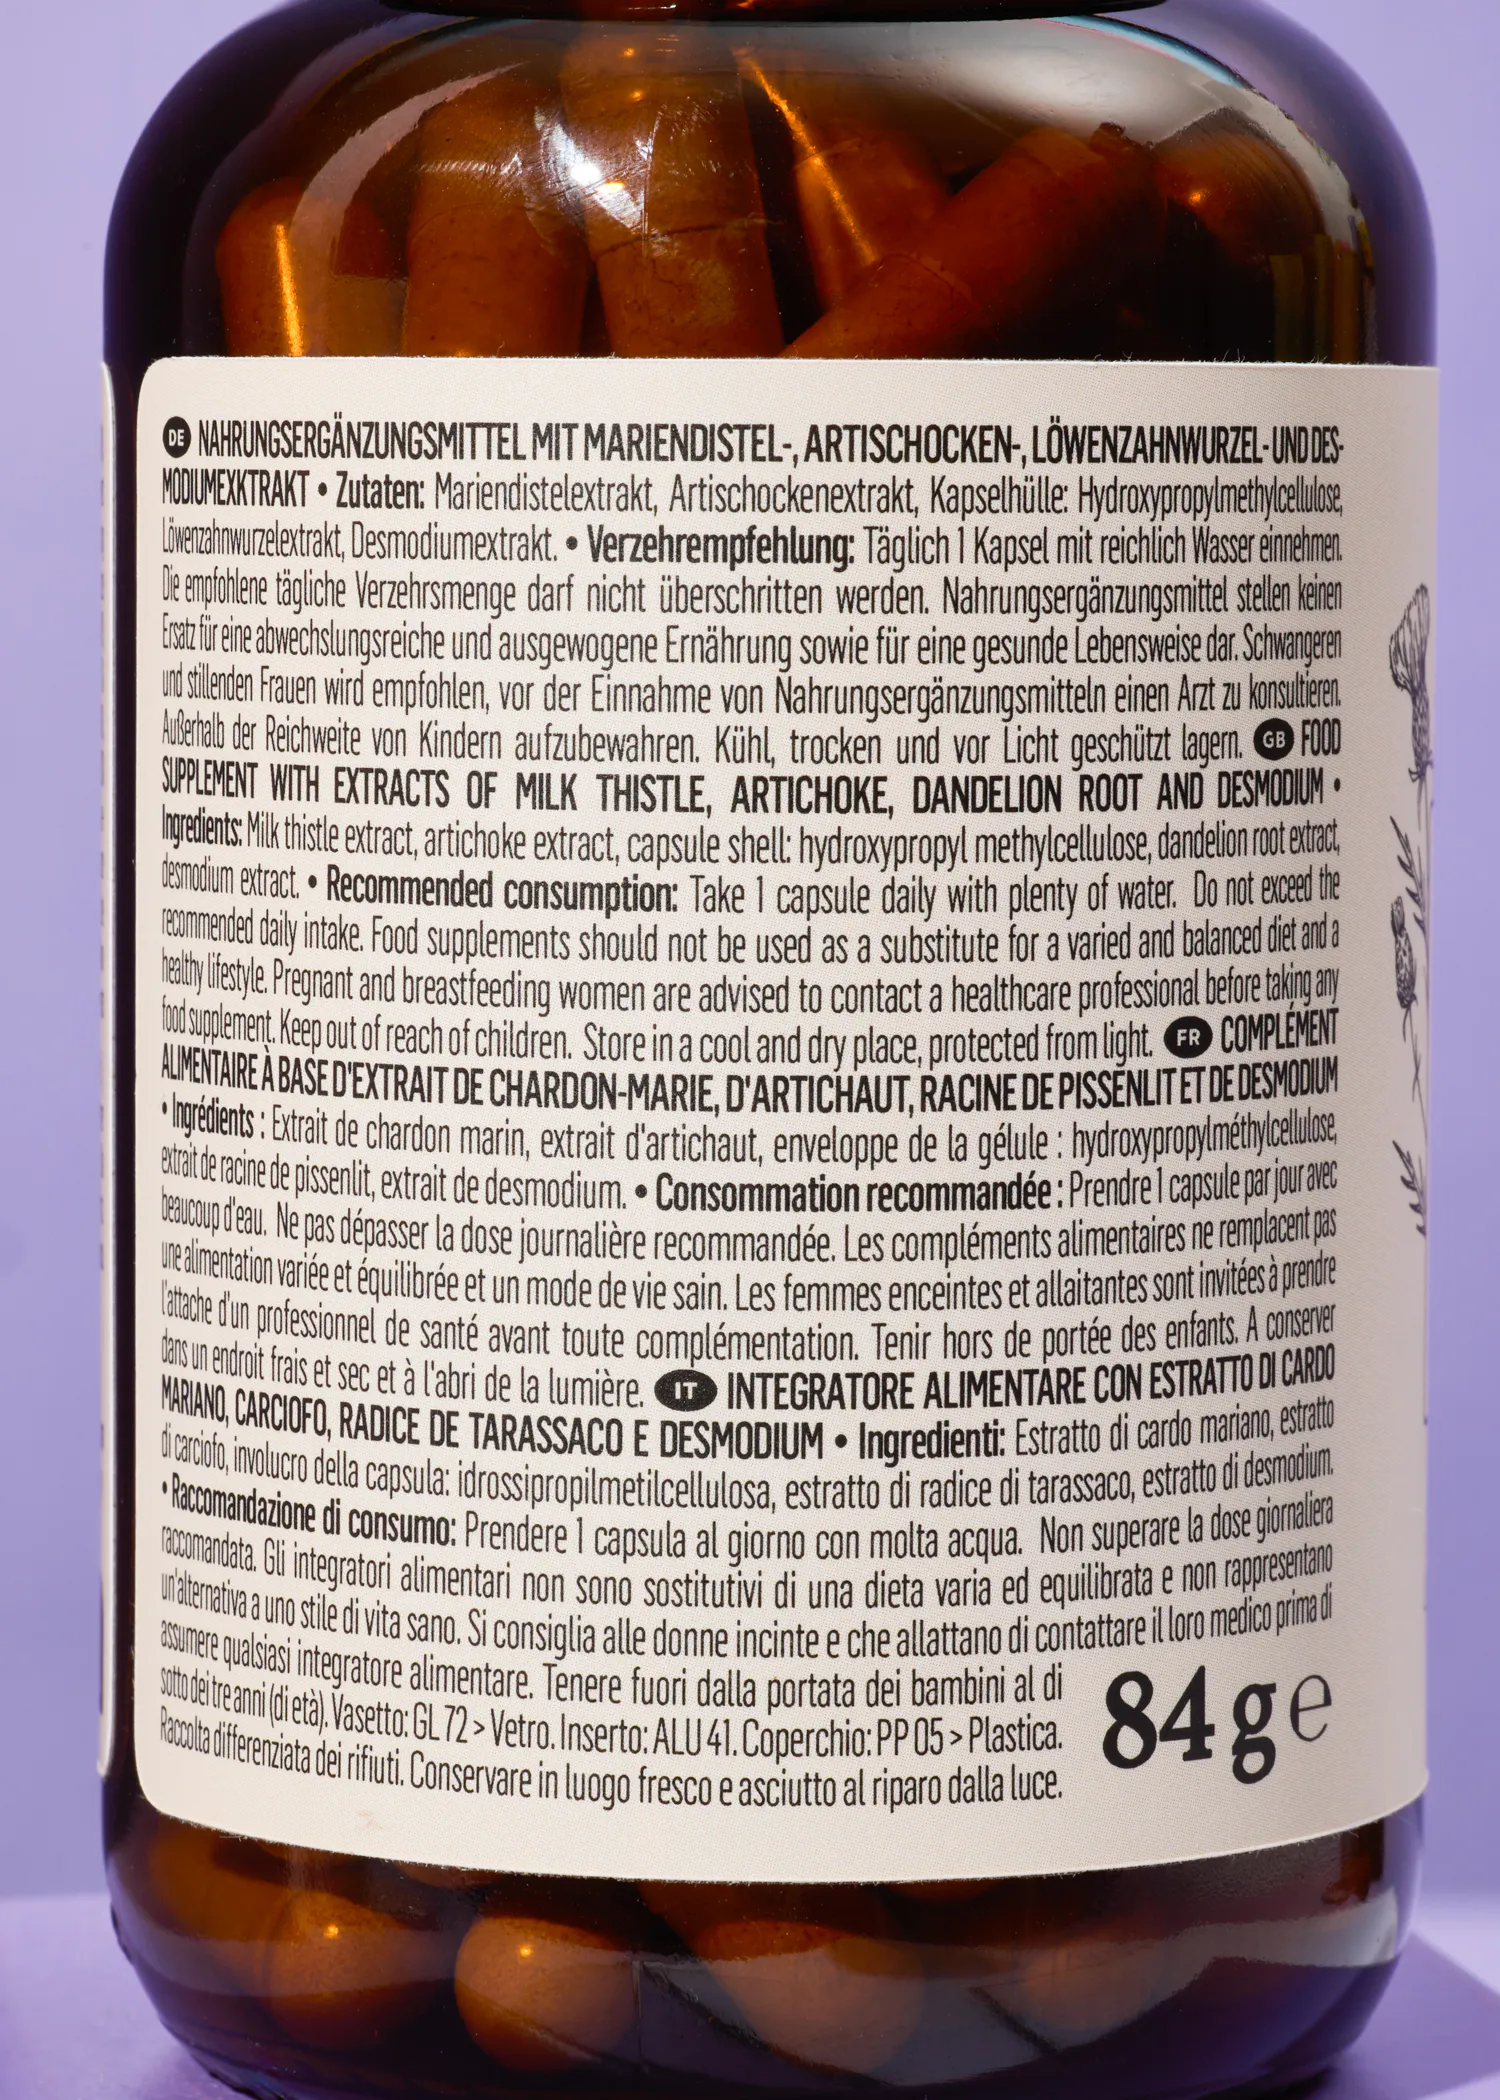 DE NAHRUNGSERGÄNZUNGSMITTEL MIT MARIENDISTEL-, ARTISCHOCKEN-, LÖWENZAHNWURZEL- UND DES-
MODIUMEXKTRAKT • Zutaten: Mariendistelextrakt, Artischockenextrakt, Kapselhülle: Hydroxypropylmethylcellulose,
Löwenzahnwurzelextrakt, Desmodiumextrakt. • Verzehrempfehlung: Täglich 1 Kapsel mit reichlich Wasser einnehmen.
Die empfohlene tägliche Verzehrsmenge darf nicht überschritten werden. Nahrungsergänzungsmittel stellen keinen
Ersatz für eine abwechslungsreiche und ausgewogene Ernährung sowie für eine gesunde Lebensweise dar. Schwangeren
und stillenden Frauen wird empfohlen, vor der Einnahme von Nahrungsergänzungsmitteln einen Arzt zu konsultieren.
Außerhalb der Reichweite von Kindern aufzubewahren. Kühl, trocken und vor Licht geschützt lagern. GB FOOD
SUPPLEMENT WITH EXTRACTS OF MILK THISTLE, ARTICHOKE, DANDELION ROOT AND DESMODIUM •
Ingredients: Milk thistle extract, artichoke extract, capsule shell: hydroxypropyl methylcellulose, dandelion root extract,
desmodium extract. • Recommended consumption: Take 1 capsule daily with plenty of water. Do not exceed the
recommended daily intake. Food supplements should not be used as a substitute for a varied and balanced diet and a
healthy lifestyle. Pregnant and breastfeeding women are advised to contact a healthcare professional before taking any
food supplement. Keep out of reach of children. Store in a cool and dry place, protected from light. FR COMPLÉMENT
ALIMENTAIRE À BASE D'EXTRAIT DE CHARDON-MARIE, D'ARTICHAUT, RACINE DE PISSENLIT ET DE DESMODIUM
• Ingrédients : Extrait de chardon marin, extrait d'artichaut, enveloppe de la gélule : hydroxypropylméthylcellulose,
extrait de racine de pissenlit, extrait de desmodium. • Consommation recommandée : Prendre 1 capsule par jour avec
beaucoup d'eau. Ne pas dépasser la dose journalière recommandée. Les compléments alimentaires ne remplacent pas
une alimentation variée et équilibrée et un mode de vie sain. Les femmes enceintes et allaitantes sont invitées à prendre
l'attache d'un professionnel de santé avant toute complémentation. Tenir hors de portée des enfants. A conserver
dans un endroit frais et sec et à l'abri de la lumière. IT INTEGRATORE ALIMENTARE CON ESTRATTO DI CARDO
MARIANO, CARCIOFO, RADICE DE TARASSACO E DESMODIUM • Ingredienti: Estratto di cardo mariano, estratto
di carciofo, involucro della capsula: idrossipropilmetilcellulosa, estratto di radice di tarassaco, estratto di desmodium.
• Raccomandazione di consumo: Prendere 1 capsula al giorno con molta acqua. Non superare la dose giornaliera
raccomandata. Gli integratori alimentari non sono sostitutivi di una dieta varia ed equilibrata e non rappresentano
un'alternativa a uno stile di vita sano. Si consiglia alle donne incinte e che allattano di contattare il loro medico prima di
assumere qualsiasi integratore alimentare. Tenere fuori dalla portata dei bambini al di
sotto dei tre anni (di età). Vasetto: GL 72 > Vetro. Inserto: ALU 41. Coperchio: PP 05 > Plastica.
Raccolta differenziata dei rifiuti. Conservare in luogo fresco e asciutto al riparo dalla luce.
84 g e